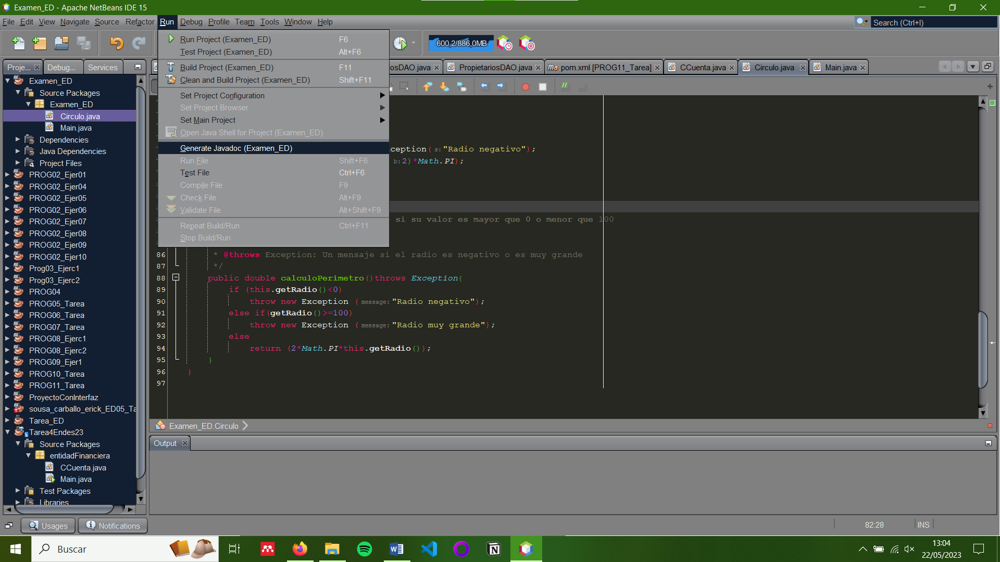 Examen_ED - Apache NetBeans IDE 15
File Edit View Navigate Source Refactor Run Debug Profile Team Tools Window Help
Search (Ctrl+I)
600,2/886,0MB
Proje... Debug... Services
osDAO.java PropietariosDAO.java pom.xml [PROG11_Tarea] CCuenta.java Circulo.java Main.java
Run Project (Examen_ED) F6
Test Project (Examen_ED) Alt+F6
Build Project (Examen_ED) F11
Clean and Build Project (Examen_ED) Shift+F11
Set Project Configuration
Set Project Browser
Set Main Project
Open Java Shell for Project (Examen_ED)
Generate Javadoc (Examen_ED)
Run File Shift+F6
Test File Ctrl+F6
Compile File F9
Check File Alt+F9
Validate File Alt+Shift+F9
Repeat Build/Run Ctrl+F11
Stop Build/Run
Examen_ED
Source Packages
Examen_ED
Circulo.java
Main.java
Dependencies
Java Dependencies
Project Files
PROG02_Ejer01
PROG02_Ejer04
PROG02_Ejer05
PROG02_Ejer06
PROG02_Ejer07
PROG02_Ejer08
PROG02_Ejer09
PROG02_Ejer10
Prog03_Ejerc1
Prog03_Ejerc2
PROG04
PROG05_Tarea
PROG06_Tarea
PROG07_Tarea
PROG08_Ejerc1
PROG08_Ejerc2
PROG09_Ejer1
PROG10_Tarea
PROG11_Tarea
ProyectoConInterfaz
sousa_carballo_erick_ED05_Ta
Tarea_ED
Tarea4Endes23
Source Packages
entidadFinanciera
CCuenta.java
Main.java
Test Packages
Libraries
ception( s: "Radio negativo");
b: 2)*Math.PI);
si su valor es mayor que 0 o menor que 100
86 * @throws Exception: Un mensaje si el radio es negativo o es muy grande
87 */
88 public double calculoPerimetro()throws Exception{
89 if (this.getRadio()<0)
90 throw new Exception ( message: "Radio negativo");
91 else if(getRadio()>=100)
92 throw new Exception ( message: "Radio muy grande");
93 else
94 return (2*Math.PI*this.getRadio());
95 }
96 }
97
Examen_ED.Circulo
Output
Usages Notifications
82:28 INS
Buscar
13:04
22/05/2023